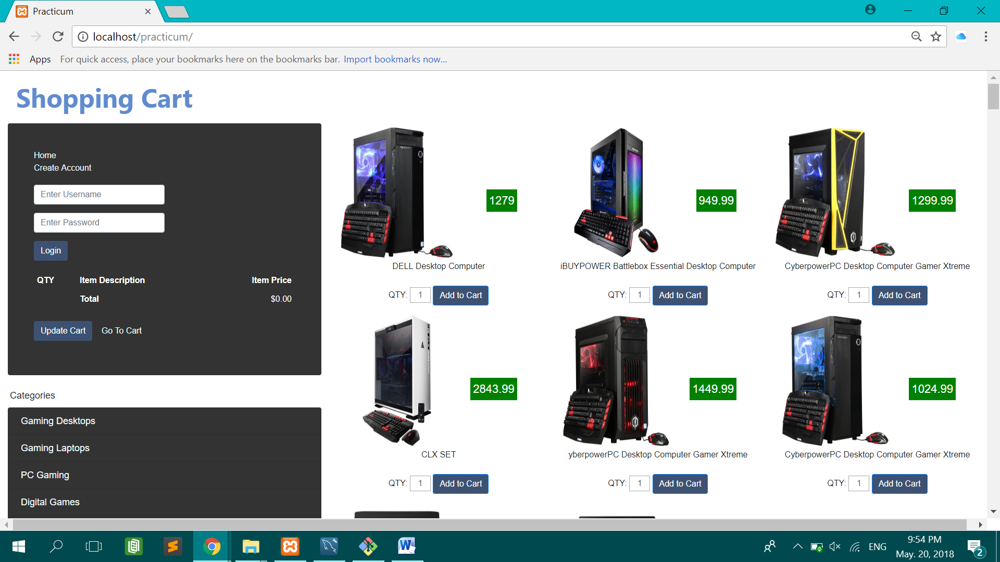 Practicum
localhost/practicum/
Apps For quick access, place your bookmarks here on the bookmarks bar. Import bookmarks now...
Shopping Cart
Home
Create Account
Enter Username
Enter Password
Login
QTY Item Description Item Price
Total $0.00
Update Cart Go To Cart
Categories
Gaming Desktops
Gaming Laptops
PC Gaming
Digital Games
1279
DELL Desktop Computer
QTY: 1 Add to Cart
949.99
iBUYPOWER Battlebox Essential Desktop Computer
QTY: 1 Add to Cart
1299.99
CyberpowerPC Desktop Computer Gamer Xtreme
QTY: 1 Add to Cart
2843.99
CLX SET
QTY: 1 Add to Cart
1449.99
yberpowerPC Desktop Computer Gamer Xtreme
QTY: 1 Add to Cart
1024.99
CyberpowerPC Desktop Computer Gamer Xtreme
QTY: 1 Add to Cart
ENG
9:54 PM
May. 20, 2018
2